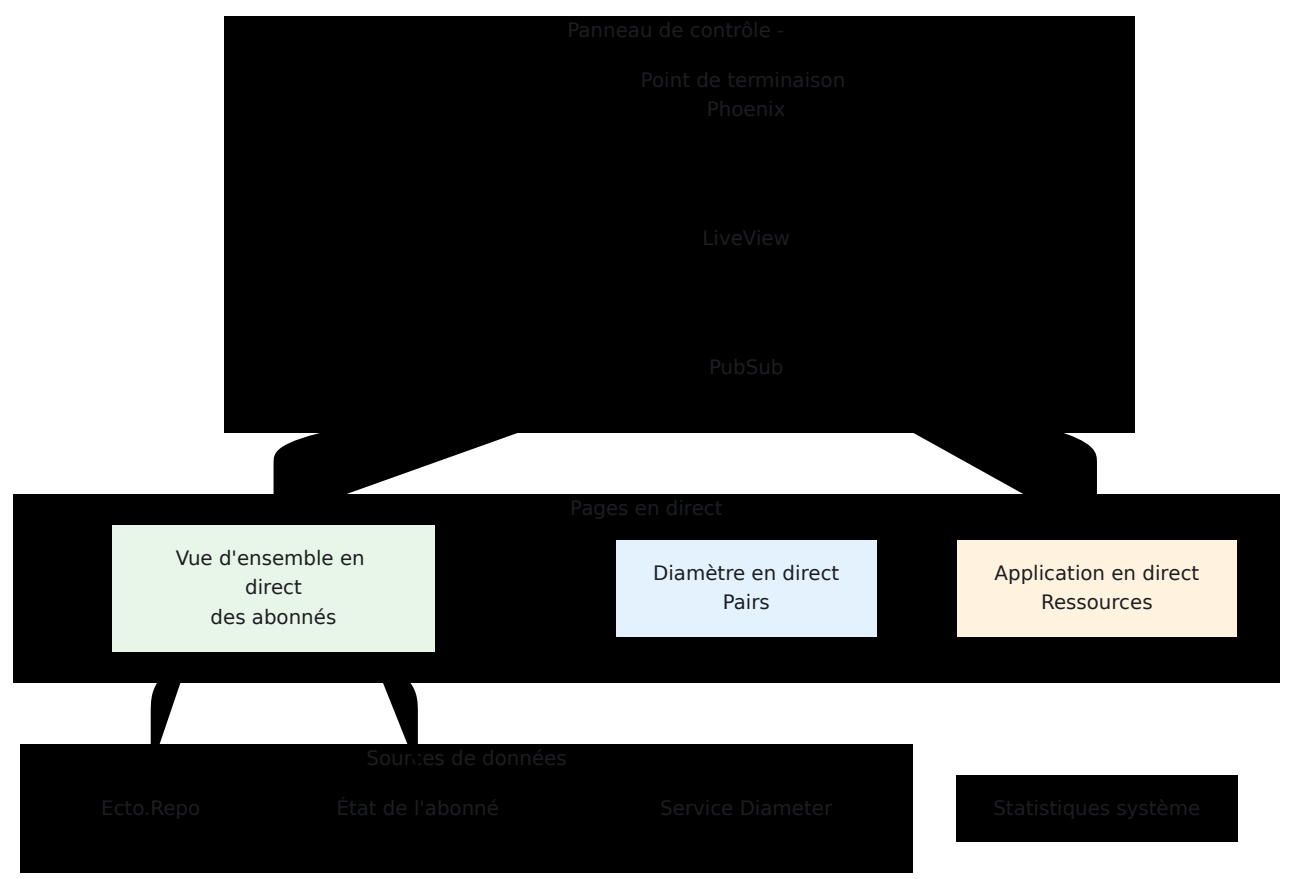 Panneau de contrôle -
Point de terminaison
Phoenix
LiveView
PubSub
Pages en direct
Vue d'ensemble en
direct
des abonnés
Diamètre en direct
Pairs
Application en direct
Ressources
Sources de données
Ecto.Repo
État de l'abonné
Service Diameter
Statistiques système